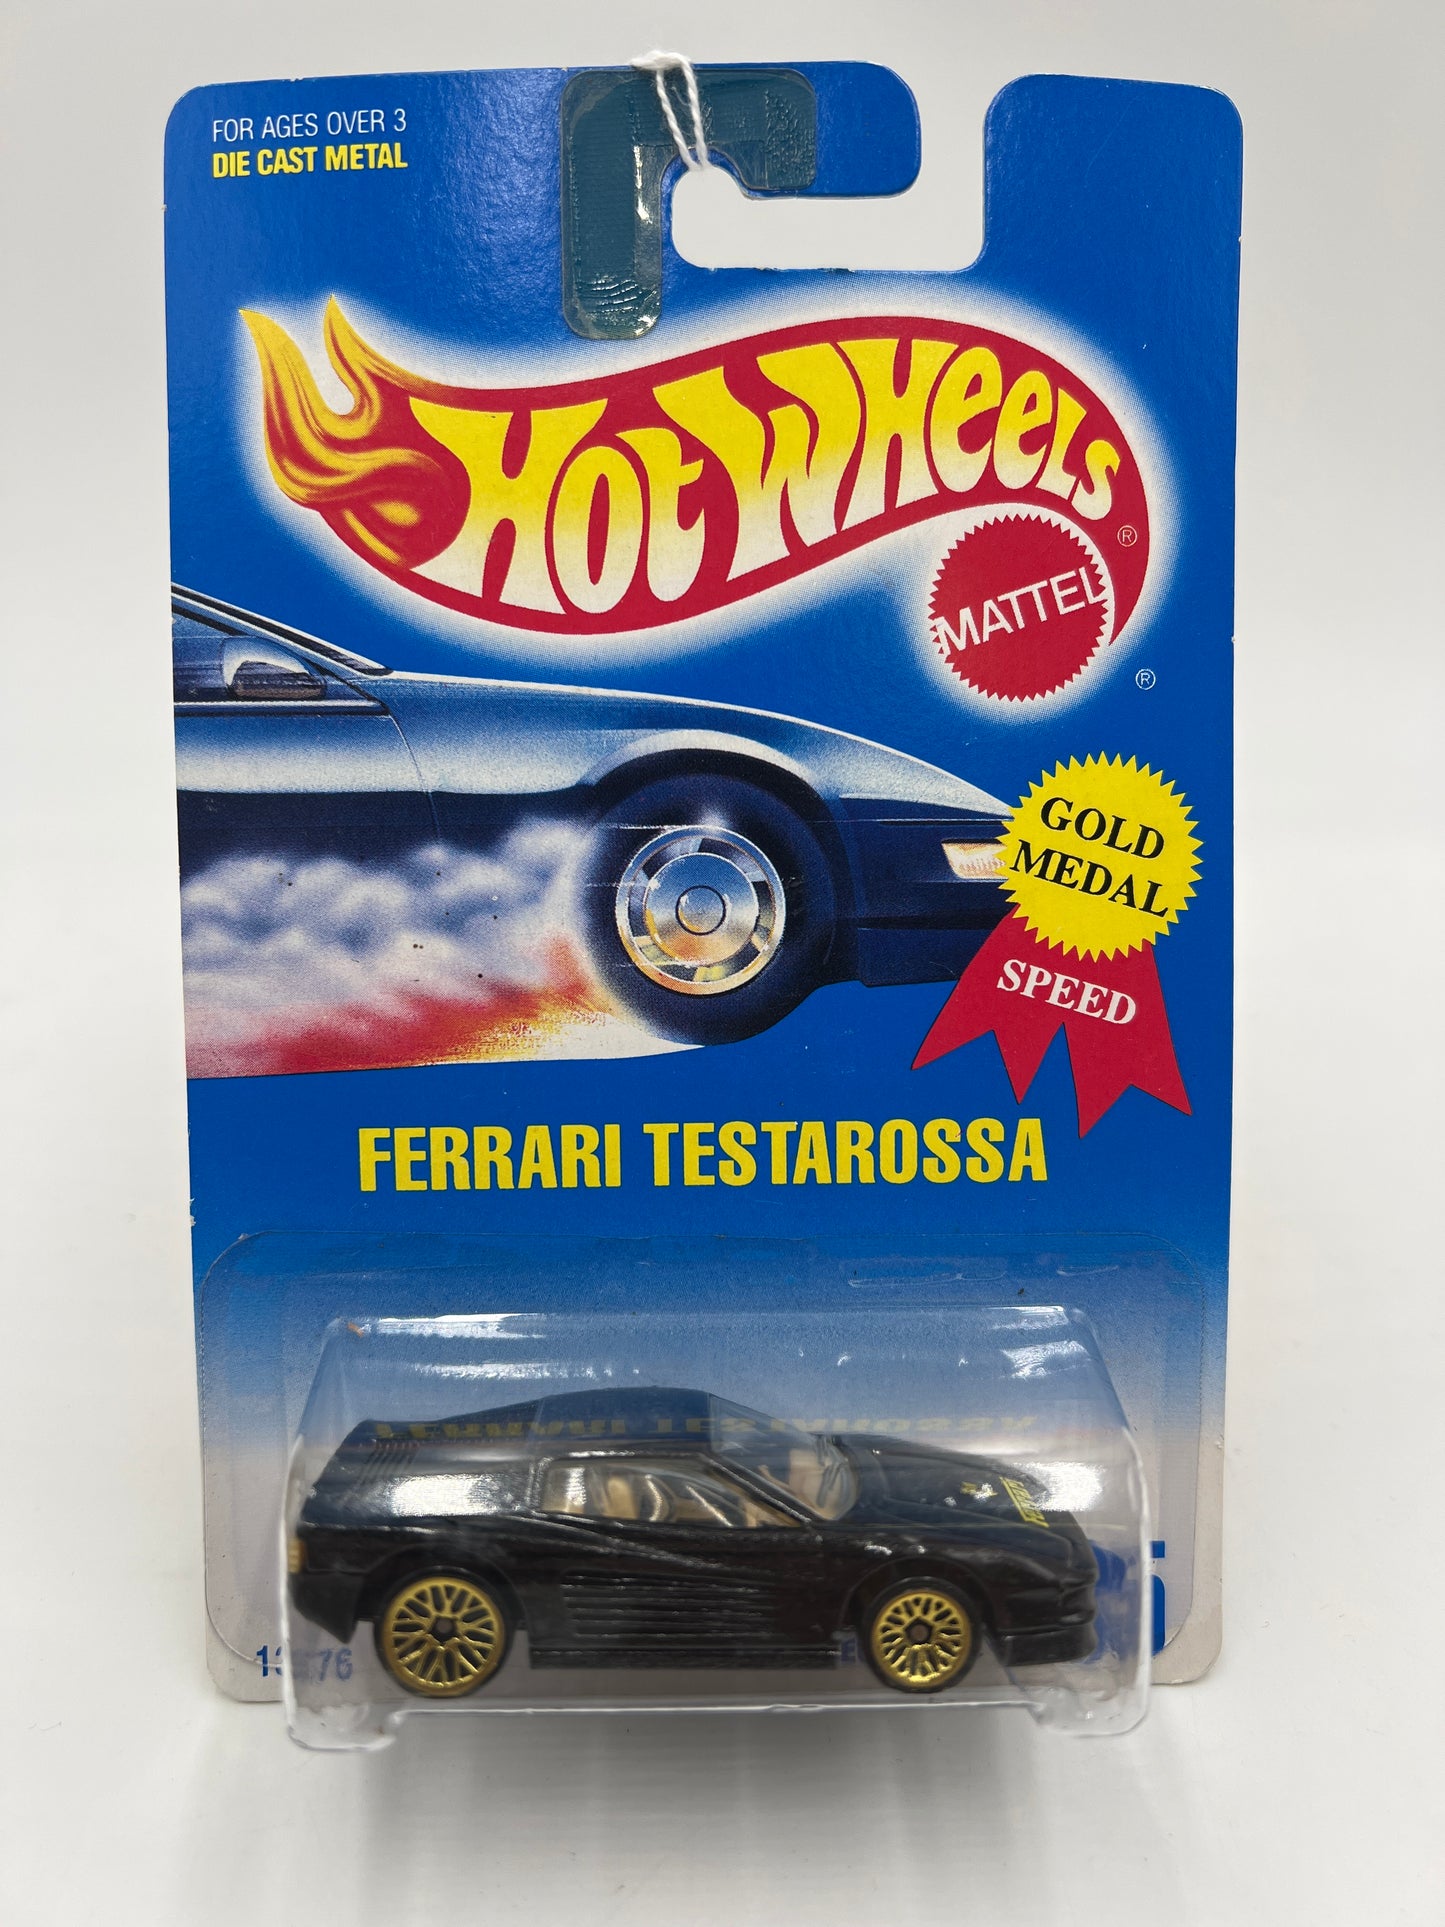 FOR AGES OVER 3
DIE CAST METAL
HOT WHEELS ®
MATTEL
®
GOLD
MEDAL
SPEED
FERRARI TESTAROSSA